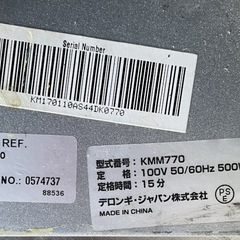 Serial Number
KM170110AS44DK0770
REF.
0
NO. : 0574737
88536
型式番号：KMM770
定　　格：100V 50/60Hz 500W
定格時間：15分
デロンギ・ジャパン株式会社
MADE IN CHINA
PS
E